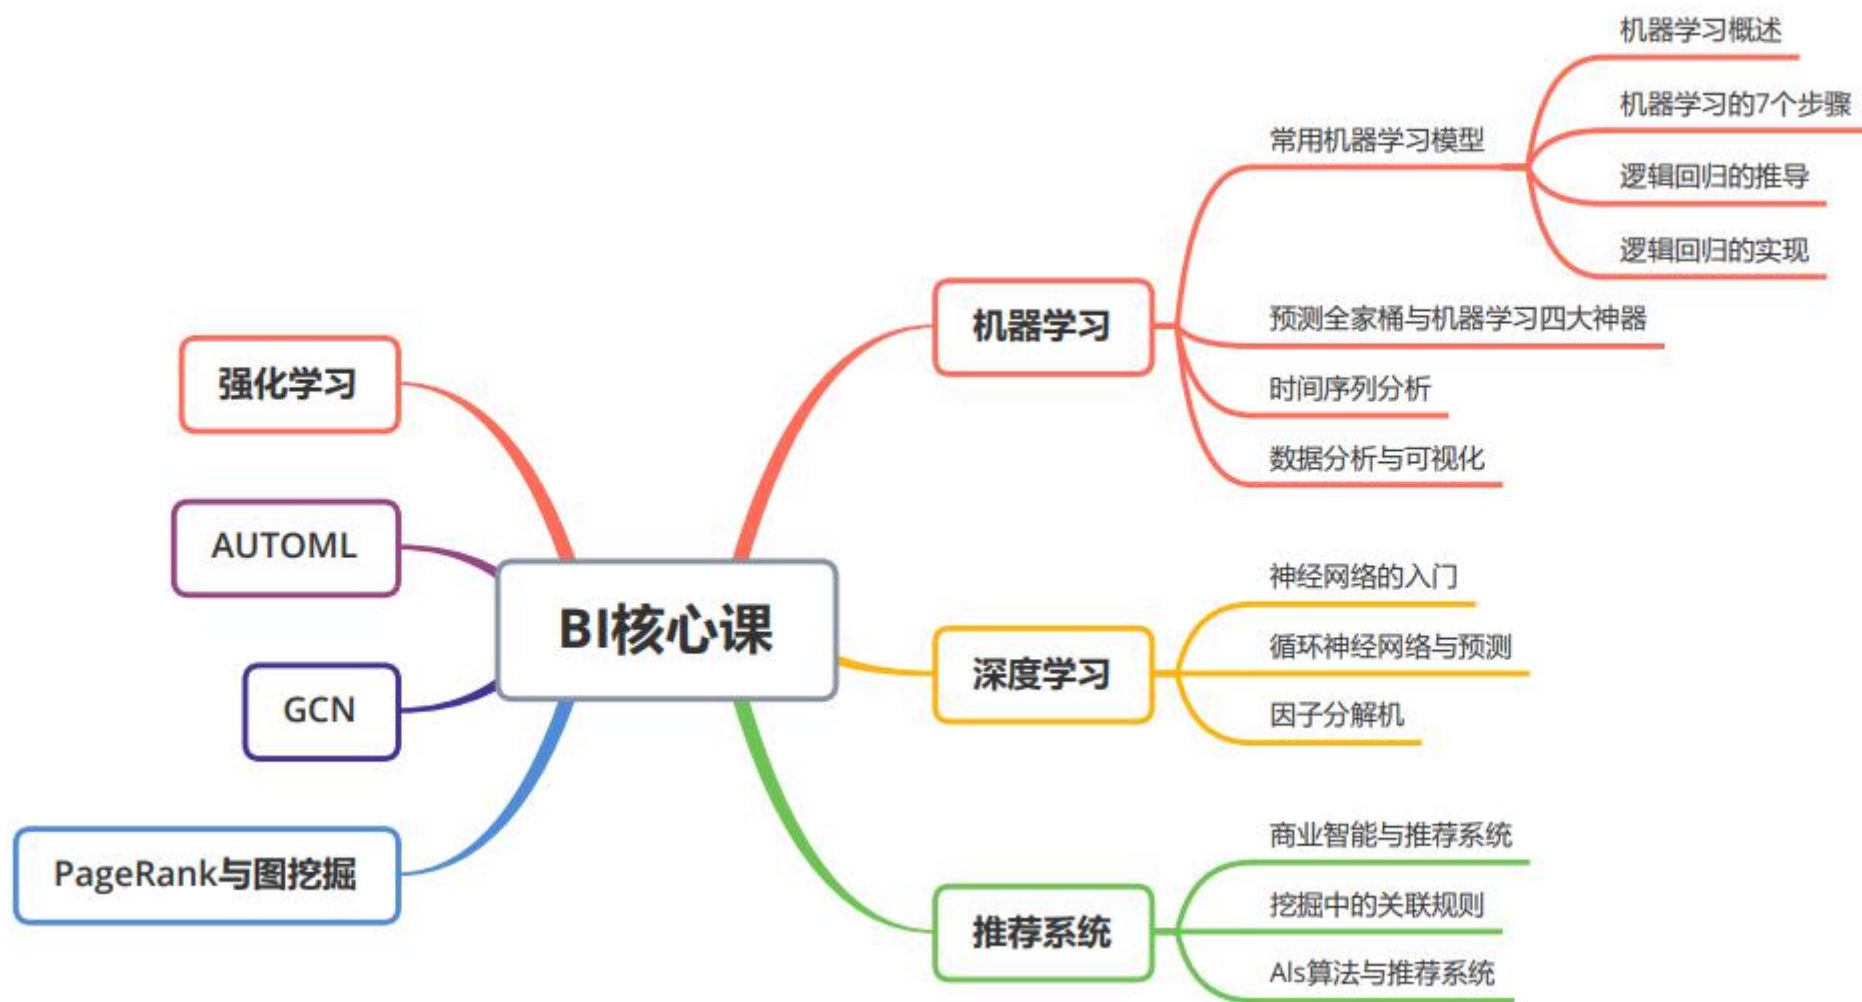 BI核心课
机器学习
常用机器学习模型
机器学习概述
机器学习的7个步骤
逻辑回归的推导
逻辑回归的实现
预测全家桶与机器学习四大神器
时间序列分析
数据分析与可视化
深度学习
神经网络的入门
循环神经网络与预测
因子分解机
推荐系统
商业智能与推荐系统
挖掘中的关联规则
Als算法与推荐系统
强化学习
AUTOML
GCN
PageRank与图挖掘